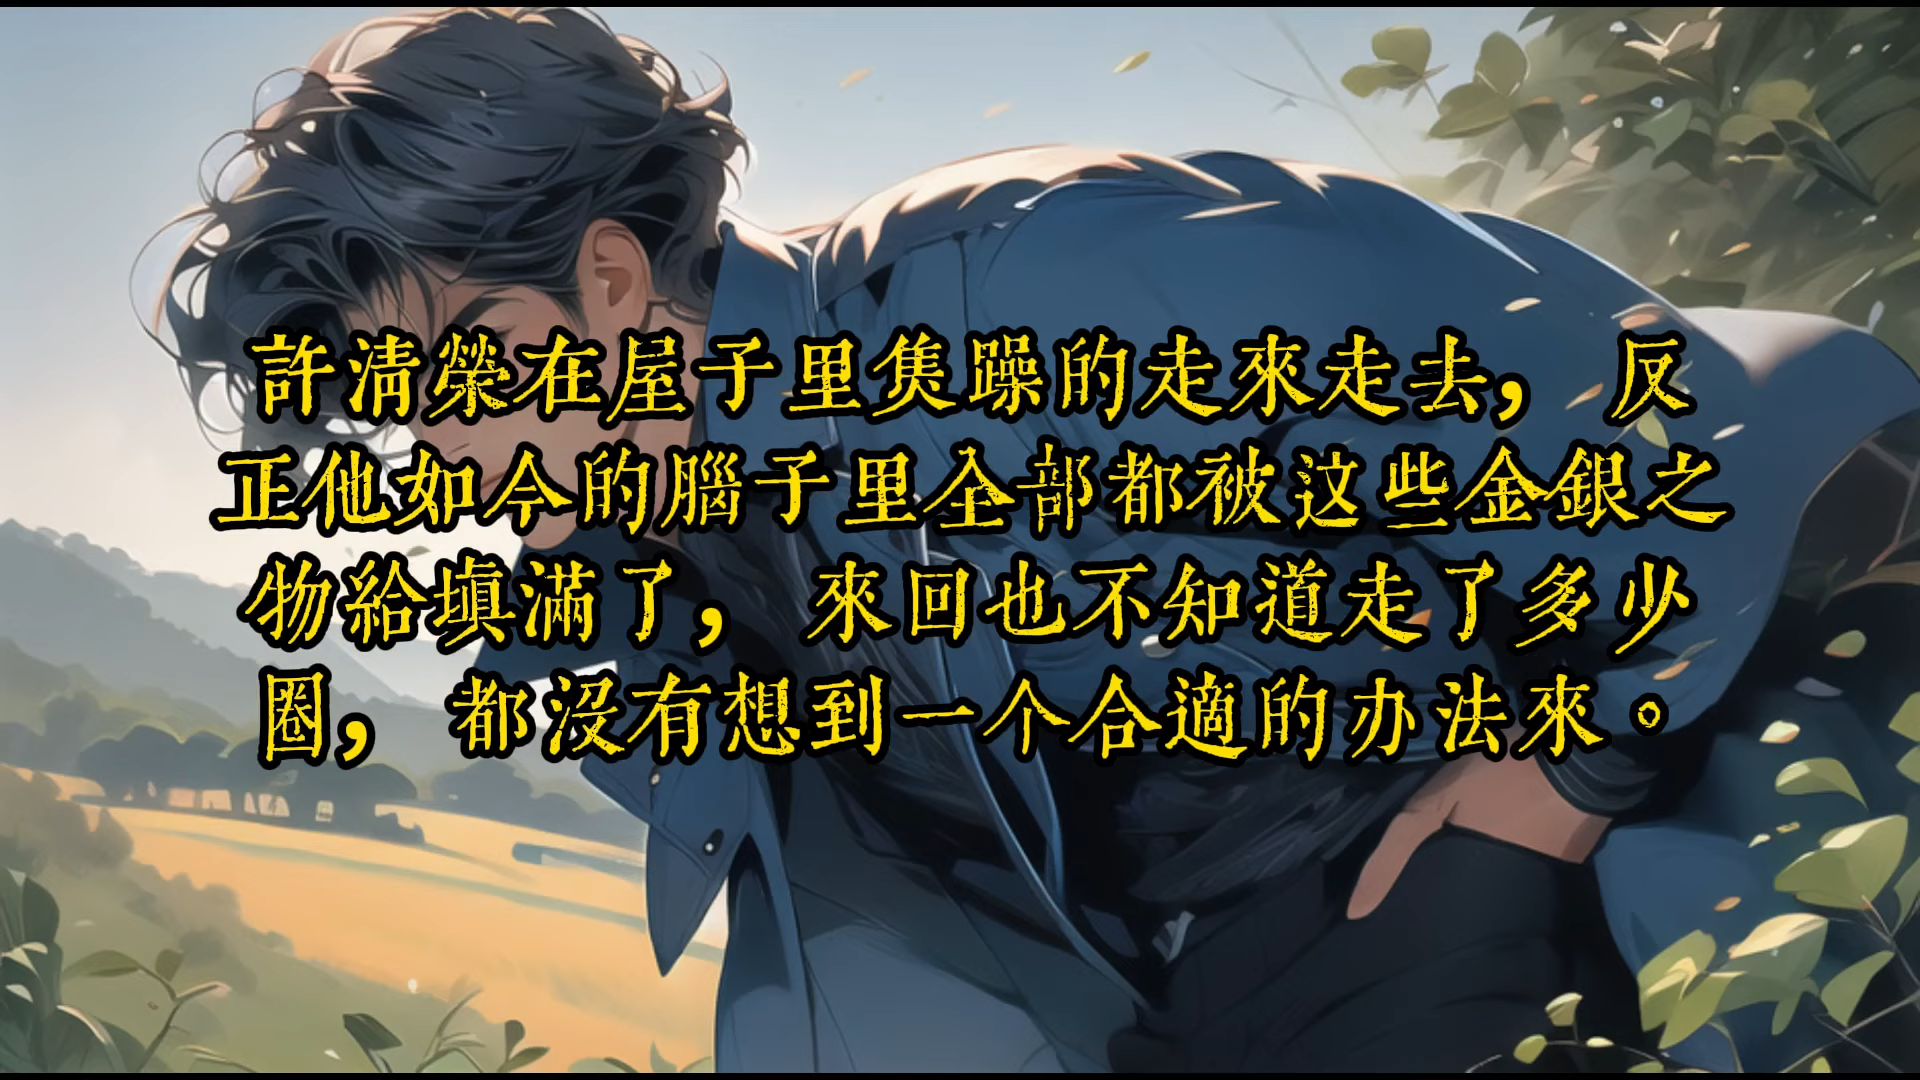 許清榮在屋子里焦躁的走來走去，反
正他如今的腦子里全部都被这些金銀之
物給填滿了，來回也不知道走了多少
圈，都沒有想到一个合適的办法來。